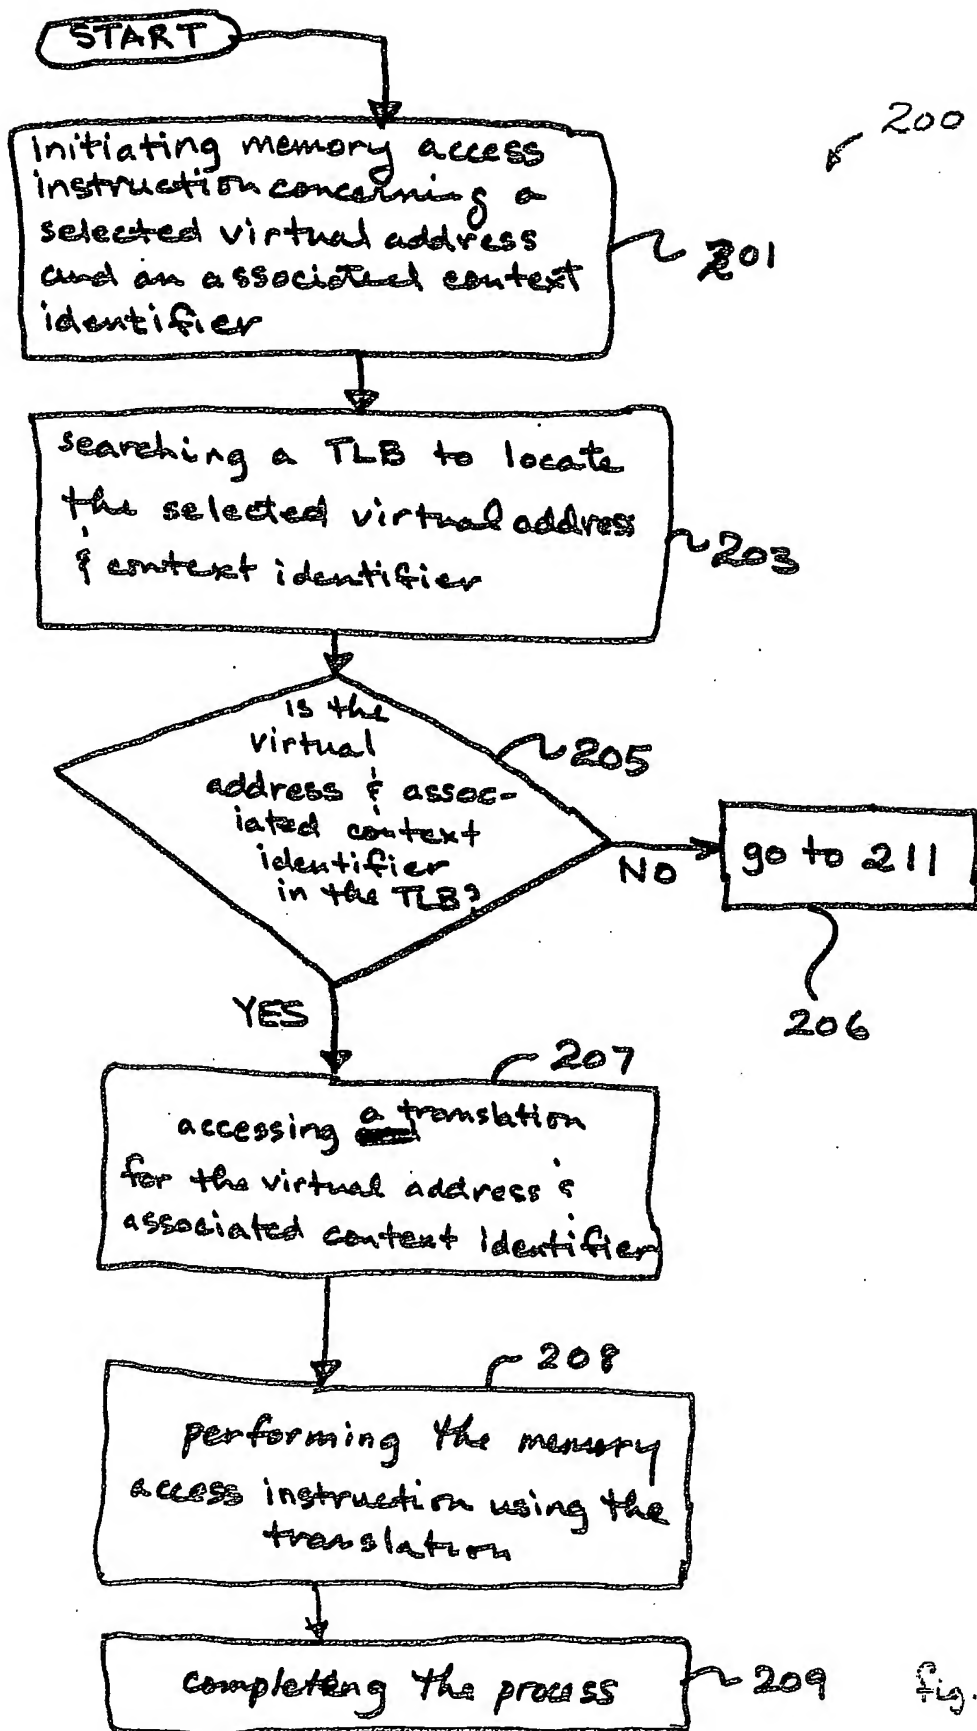 START
200
initiating memory access
instruction concerning a
selected virtual address
and an associated context
identifier
201
searching a TLB to locate
the selected virtual address
& context identifier
203
is the
virtual
address & assoc-
iated context
identifier
in the TLB?
205
NO
go to 211
206
YES
207
accessing a translation
for the virtual address &
associated context identifier
208
performing the memory
access instruction using the
translation
completing the process
209
fig.